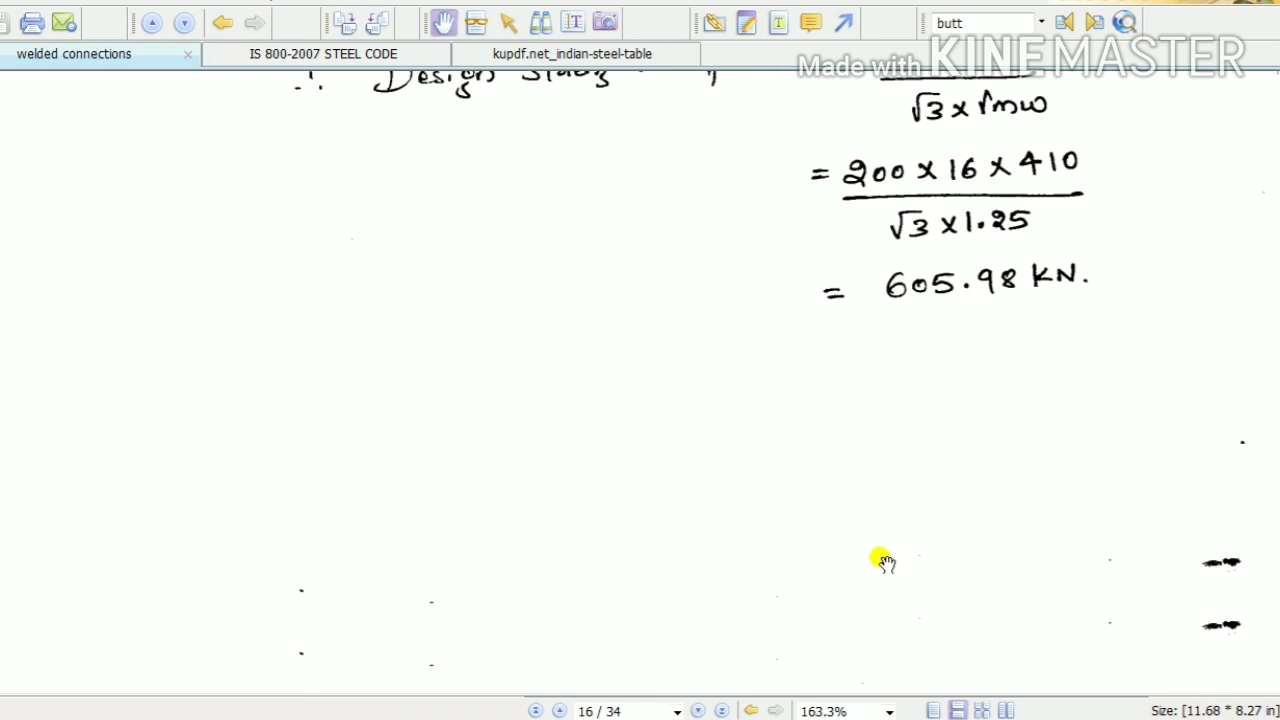 butt
welded connections × IS 800-2007 STEEL CODE kupdf.net_indian-steel-table
Made with KINEMASTER
∴ Design
√3 × γmw
= 200 × 16 × 410
√3 × 1.25
= 605.98 KN.
16 / 34 163.3% Size: [11.68 * 8.27 in]